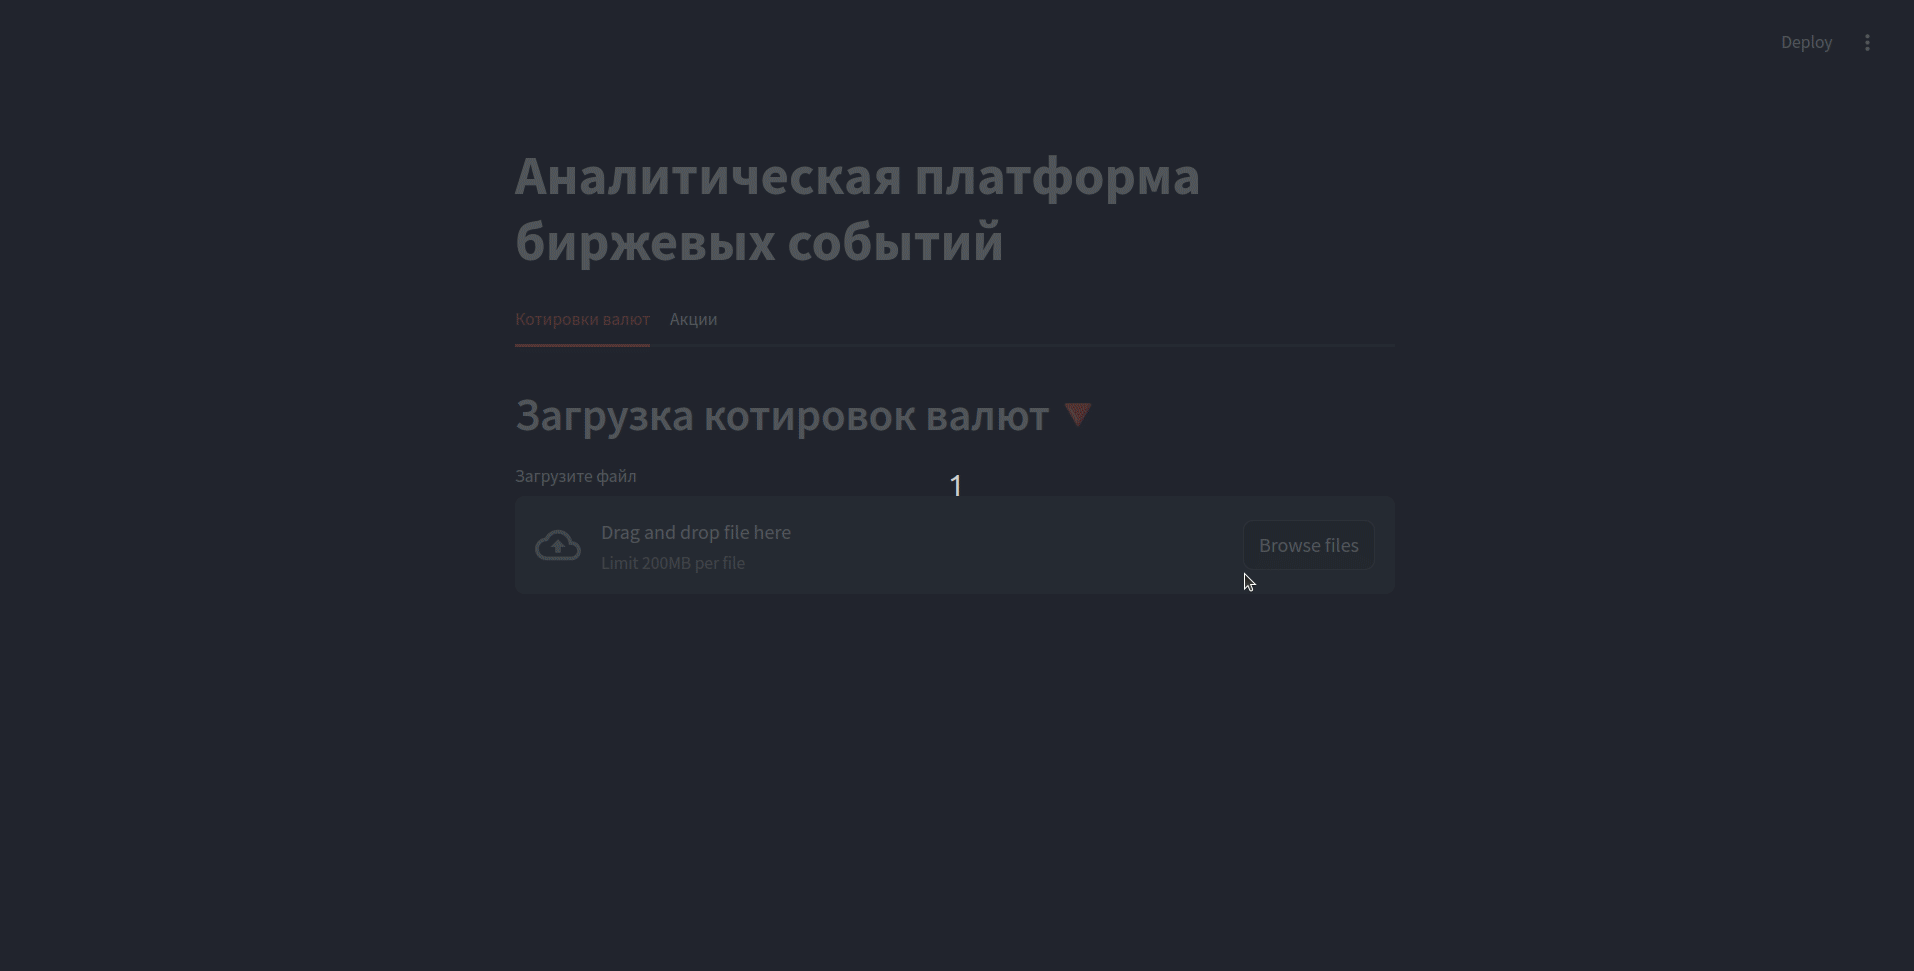 Deploy
Аналитическая платформа
биржевых событий
Котировки валют Акции
Загрузка котировок валют
Загрузите файл
1
Drag and drop file here
Limit 200MB per file
Browse files